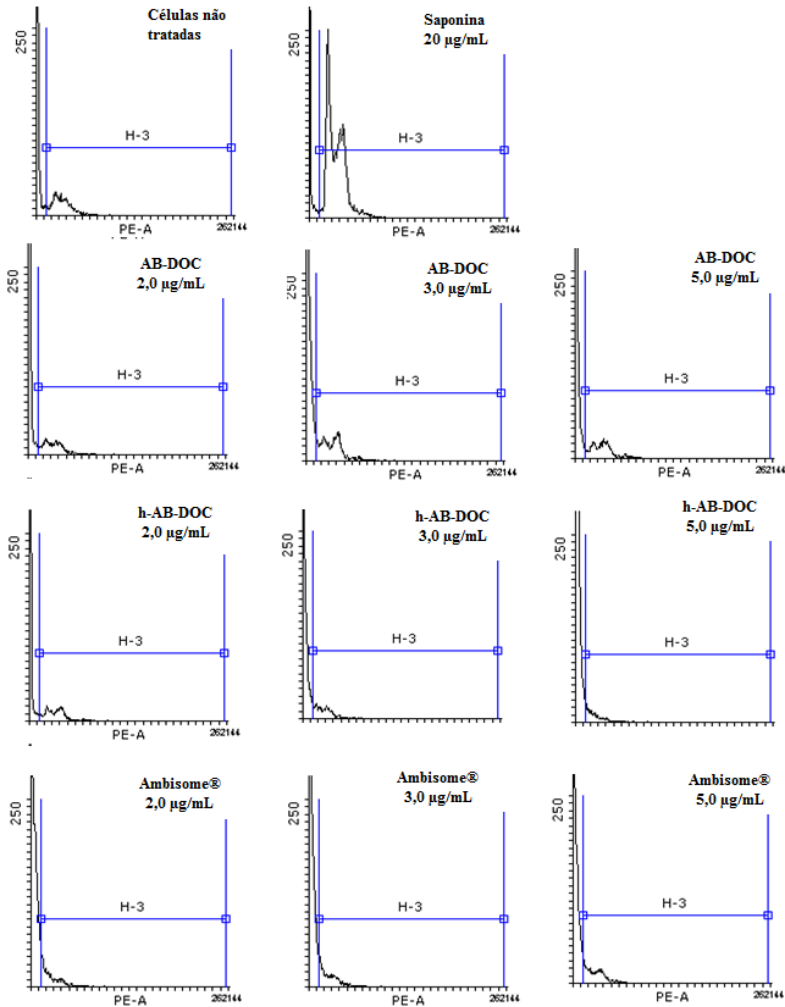 Células não
tratadas
250
H-3
PE-A
262144
Saponina
20 µg/mL
250
H-3
PE-A
262144
AB-DOC
2,0 µg/mL
250
H-3
PE-A
262144
AB-DOC
3,0 µg/mL
250
H-3
PE-A
262144
AB-DOC
5,0 µg/mL
250
H-3
PE-A
262144
h-AB-DOC
2,0 µg/mL
250
H-3
PE-A
262144
h-AB-DOC
3,0 µg/mL
250
H-3
PE-A
262144
h-AB-DOC
5,0 µg/mL
250
H-3
PE-A
262144
Ambisome®
2,0 µg/mL
250
H-3
PE-A
262144
Ambisome®
3,0 µg/mL
250
H-3
PE-A
262144
Ambisome®
5,0 µg/mL
250
H-3
PE-A
262144